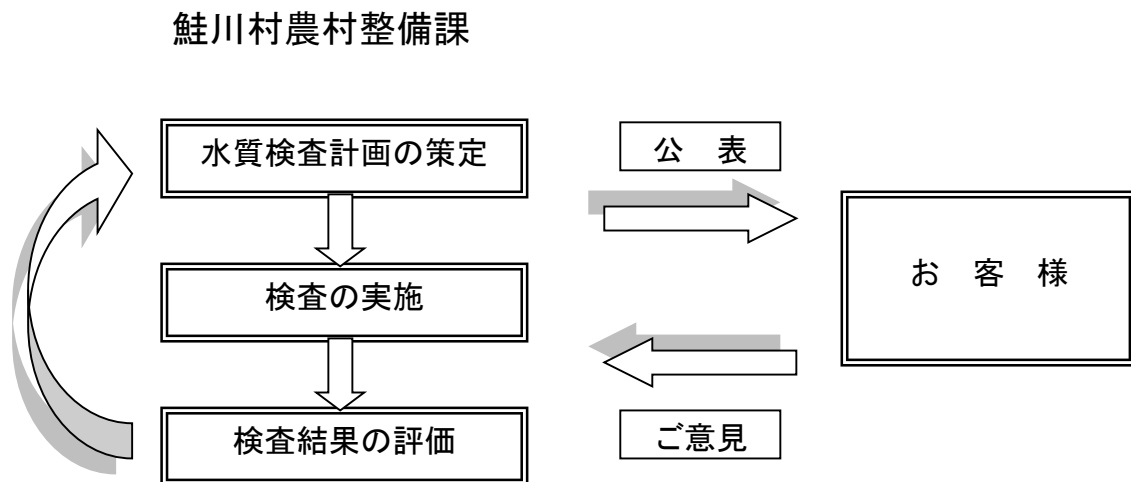 鮭川村農村整備課
水質検査計画の策定
公　表
お　客　様
検査の実施
検査結果の評価
ご意見